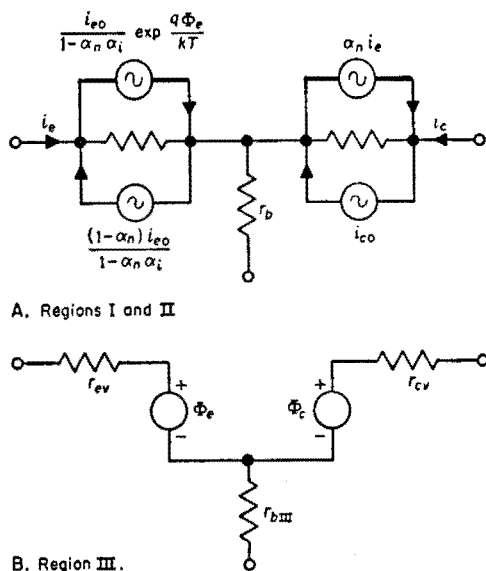 i_eo / 1-α_n α_i exp qΦ_e / kT
α_n i_e
i_e
i_c
r_b
(1-α_n) i_eo / 1-α_n α_i
i_co
A. Regions I and II
r_ev
r_cv
+
+
Φ_e
Φ_c
-
-
r_bIII
B. Region III.